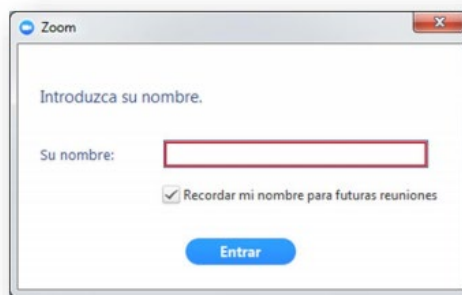 Zoom
Introduzca su nombre.
Su nombre:
Recordar mi nombre para futuras reuniones
Entrar